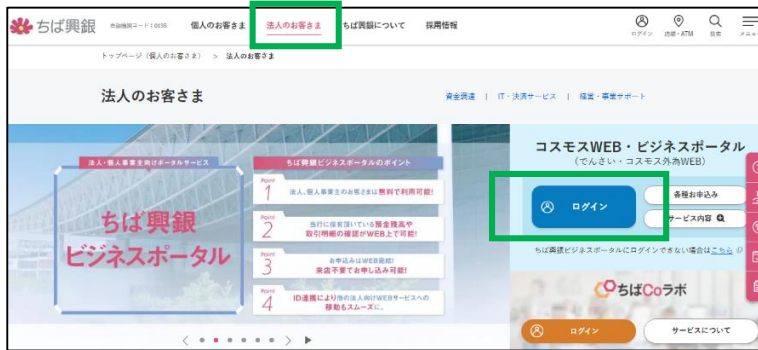 ちば興銀
金融機関コード：0135
個人のお客さま
法人のお客さま
ちば興銀について
採用情報
ログイン
店舗・ATM
検索
メニュー
トップページ（個人のお客さま） > 法人のお客さま
法人のお客さま
資金調達 | IT・決済サービス | 経営・事業サポート
法人・個人事業主向けポータルサービス
ちば興銀
ビジネスポータル
ちば興銀ビジネスポータルのポイント
Point 1
法人、個人事業主のお客さまは無料で利用可能!
Point 2
当行に保有頂いている預金残高や
取引明細の確認がWEB上で可能!
Point 3
お申込みはWEB完結!
来店不要でお申し込み可能!
Point 4
ID連携により他の法人向けWEBサービスへの
移動もスムーズに。
コスモスWEB・ビジネスポータル
（でんさい・コスモス外為WEB）
ログイン
各種お申込み
サービス内容
ちば興銀ビジネスポータルにログインできない場合はこちら
ちばCoラボ
ログイン
サービスについて